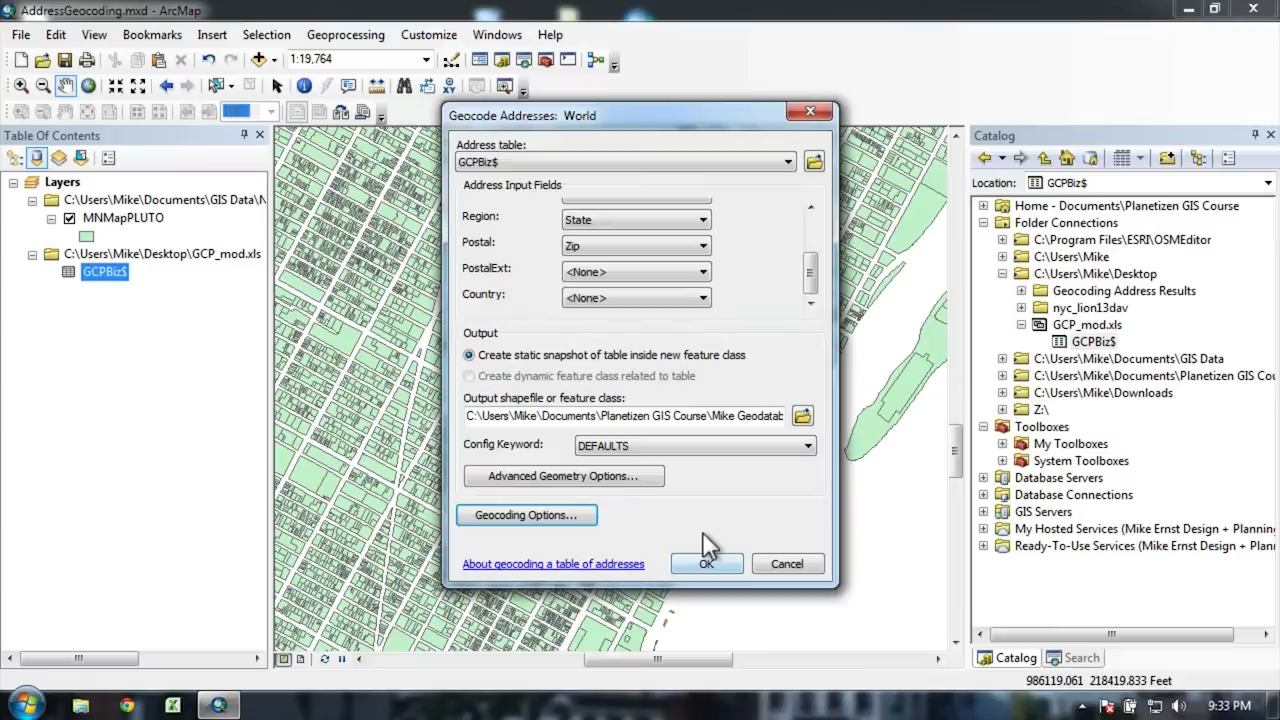 AddressGeocoding.mxd - ArcMap
File Edit View Bookmarks Insert Selection Geoprocessing Customize Windows Help
1:19,764
Table Of Contents
Layers
C:\Users\Mike\Documents\GIS Data\N
MNMapPLUTO
C:\Users\Mike\Desktop\GCP_mod.xls
GCPBiz$
Geocode Addresses: World
Address table:
GCPBiz$
Address Input Fields
Region: State
Postal: Zip
PostalExt: <None>
Country: <None>
Output
Create static snapshot of table inside new feature class
Create dynamic feature class related to table
Output shapefile or feature class:
C:\Users\Mike\Documents\Planetizen GIS Course\Mike Geodatab
Config Keyword: DEFAULTS
Advanced Geometry Options...
Geocoding Options...
About geocoding a table of addresses
OK Cancel
Catalog
Location: GCPBiz$
Home - Documents\Planetizen GIS Course
Folder Connections
C:\Program Files\ESRI\OSMEditor
C:\Users\Mike
C:\Users\Mike\Desktop
Geocoding Address Results
nyc_lion13dav
GCP_mod.xls
GCPBiz$
C:\Users\Mike\Documents\GIS Data
C:\Users\Mike\Documents\Planetizen GIS Cou
C:\Users\Mike\Downloads
Z:\
Toolboxes
My Toolboxes
System Toolboxes
Database Servers
Database Connections
GIS Servers
My Hosted Services (Mike Ernst Design + Planning
Ready-To-Use Services (Mike Ernst Design + Plann
Catalog Search
986119.061 218419.833 Feet
9:33 PM